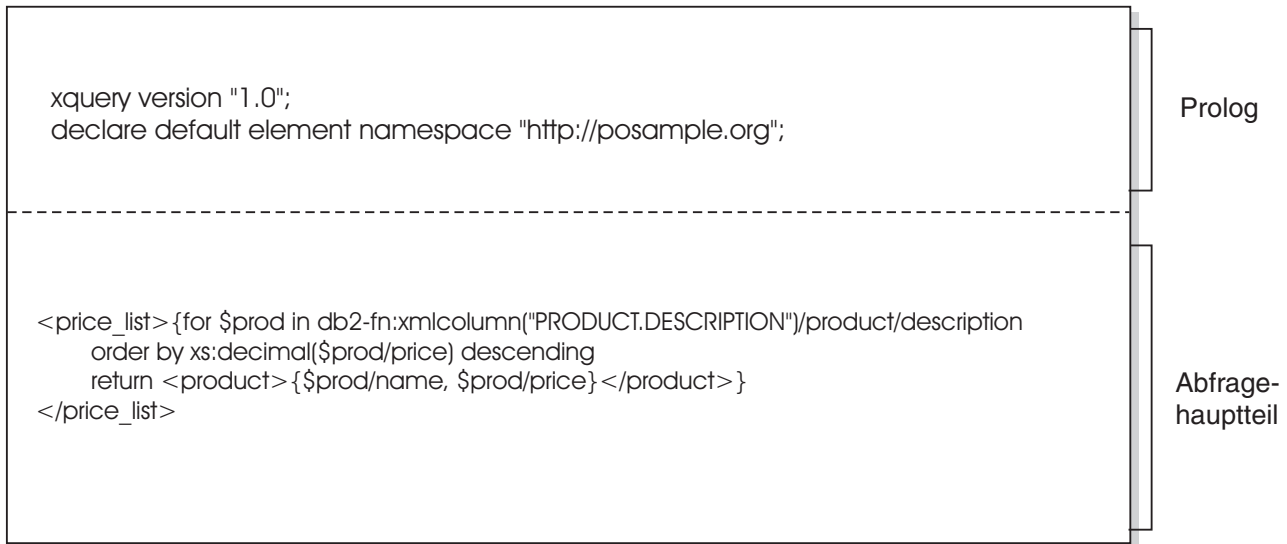 xquery version "1.0";
declare default element namespace "http://posample.org";
Prolog
<price_list>{for $prod in db2-fn:xmlcolumn("PRODUCT.DESCRIPTION")/product/description
order by xs:decimal($prod/price) descending
return <product>{$prod/name, $prod/price}</product>}
</price_list>
Abfrage-
hauptteil